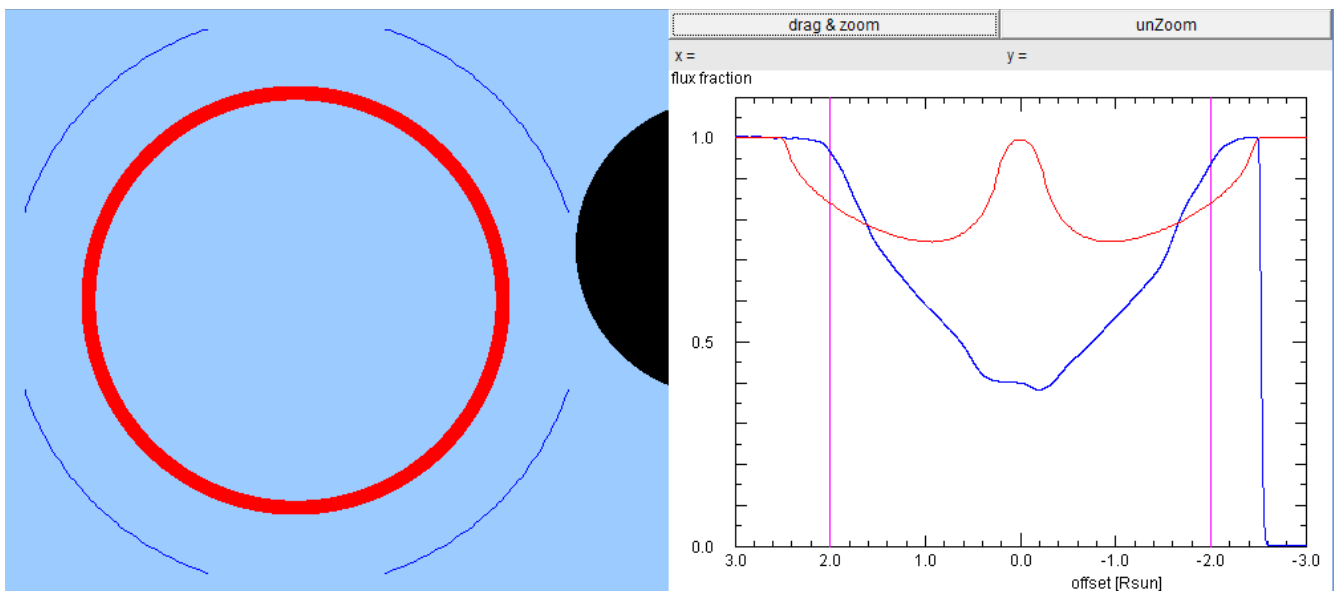 drag & zoom unZoom
x = y =
flux fraction
1.0
0.5
0.0
3.0 2.0 1.0 0.0 -1.0 -2.0 -3.0
offset [Rsun]